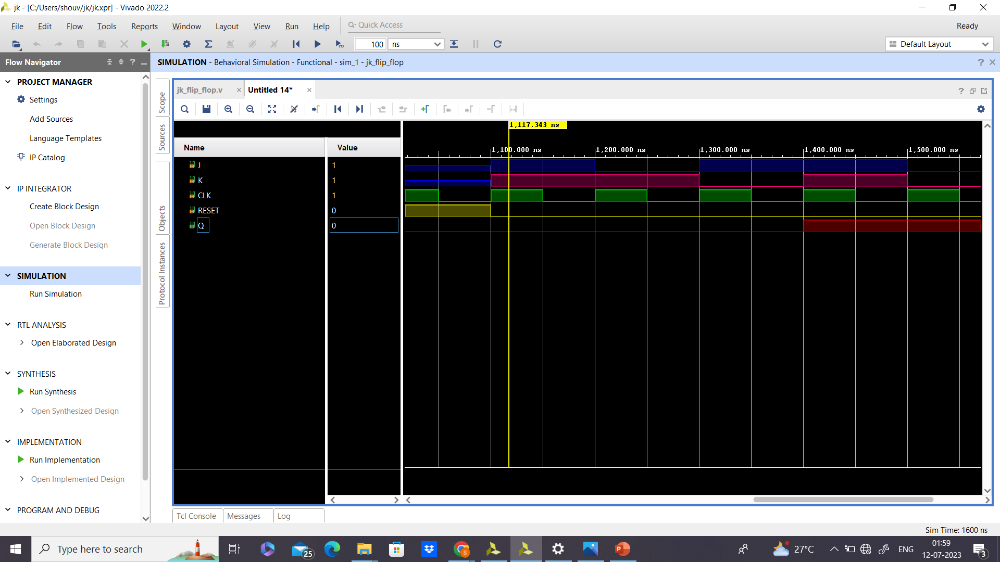 jk - [C:/Users/shouv/jk/jk.xpr] - Vivado 2022.2
File Edit Flow Tools Reports Window Layout View Run Help Quick Access Ready
100 ns Default Layout
Flow Navigator
SIMULATION - Behavioral Simulation - Functional - sim_1 - jk_flip_flop
PROJECT MANAGER
Settings
Add Sources
Language Templates
IP Catalog
IP INTEGRATOR
Create Block Design
Open Block Design
Generate Block Design
SIMULATION
Run Simulation
RTL ANALYSIS
Open Elaborated Design
SYNTHESIS
Run Synthesis
Open Synthesized Design
IMPLEMENTATION
Run Implementation
Open Implemented Design
PROGRAM AND DEBUG
Scope
Sources
Objects
Protocol Instances
jk_flip_flop.v Untitled 14*
1,117.343 ns
Name Value
1,100.000 ns 1,200.000 ns 1,300.000 ns 1,400.000 ns 1,500.000 ns
J 1
K 1
CLK 1
RESET 0
Q 0
Tcl Console Messages Log
Sim Time: 1600 ns
Type here to search
25
27°C
ENG
01:59
12-07-2023
3